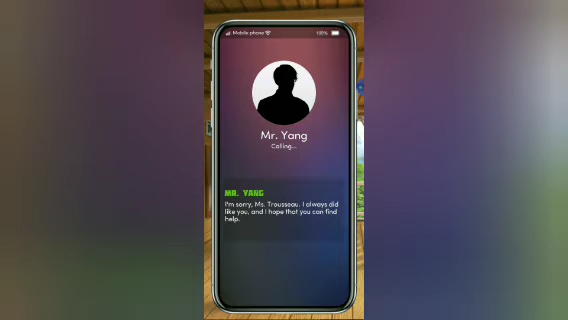 Mobile phone
100%
Mr. Yang
Calling...
MR. YANG
I'm sorry, Ms. Trousseau. I always did
like you, and I hope that you can find
help.